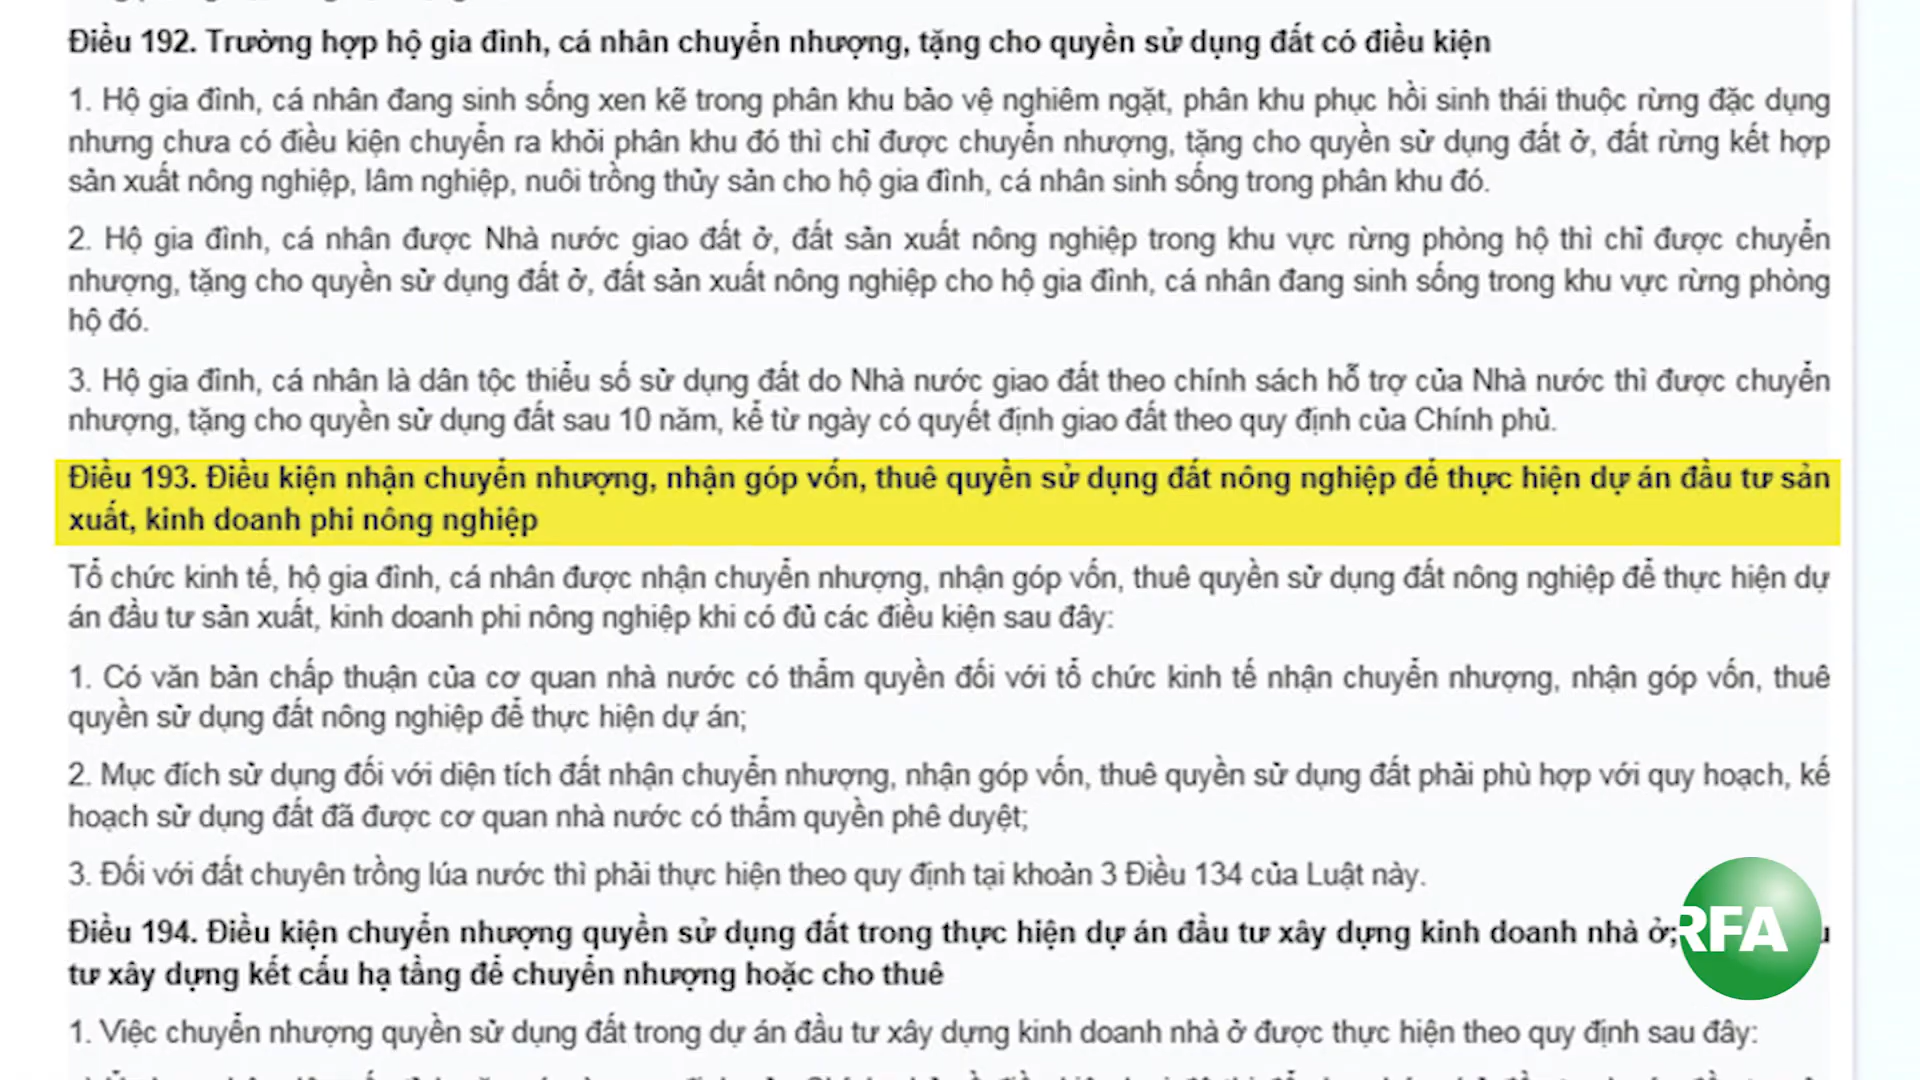 Điều 192. Trường hợp hộ gia đình, cá nhân chuyển nhượng, tặng cho quyền sử dụng đất có điều kiện
1. Hộ gia đình, cá nhân đang sinh sống xen kẽ trong phân khu bảo vệ nghiêm ngặt, phân khu phục hồi sinh thái thuộc rừng đặc dụng
nhưng chưa có điều kiện chuyển ra khỏi phân khu đó thì chỉ được chuyển nhượng, tặng cho quyền sử dụng đất ở, đất rừng kết hợp
sản xuất nông nghiệp, lâm nghiệp, nuôi trồng thủy sản cho hộ gia đình, cá nhân sinh sống trong phân khu đó.
2. Hộ gia đình, cá nhân được Nhà nước giao đất ở, đất sản xuất nông nghiệp trong khu vực rừng phòng hộ thì chỉ được chuyển
nhượng, tặng cho quyền sử dụng đất ở, đất sản xuất nông nghiệp cho hộ gia đình, cá nhân đang sinh sống trong khu vực rừng phòng
hộ đó.
3. Hộ gia đình, cá nhân là dân tộc thiểu số sử dụng đất do Nhà nước giao đất theo chính sách hỗ trợ của Nhà nước thì được chuyển
nhượng, tặng cho quyền sử dụng đất sau 10 năm, kể từ ngày có quyết định giao đất theo quy định của Chính phủ.
Điều 193. Điều kiện nhận chuyển nhượng, nhận góp vốn, thuê quyền sử dụng đất nông nghiệp để thực hiện dự án đầu tư sản
xuất, kinh doanh phi nông nghiệp
Tổ chức kinh tế, hộ gia đình, cá nhân được nhận chuyển nhượng, nhận góp vốn, thuê quyền sử dụng đất nông nghiệp để thực hiện dự
án đầu tư sản xuất, kinh doanh phi nông nghiệp khi có đủ các điều kiện sau đây:
1. Có văn bản chấp thuận của cơ quan nhà nước có thẩm quyền đối với tổ chức kinh tế nhận chuyển nhượng, nhận góp vốn, thuê
quyền sử dụng đất nông nghiệp để thực hiện dự án;
2. Mục đích sử dụng đối với diện tích đất nhận chuyển nhượng, nhận góp vốn, thuê quyền sử dụng đất phải phù hợp với quy hoạch, kế
hoạch sử dụng đất đã được cơ quan nhà nước có thẩm quyền phê duyệt;
3. Đối với đất chuyên trồng lúa nước thì phải thực hiện theo quy định tại khoản 3 Điều 134 của Luật này.
Điều 194. Điều kiện chuyển nhượng quyền sử dụng đất trong thực hiện dự án đầu tư xây dựng kinh doanh nhà ở;
RFA
tư xây dựng kết cấu hạ tầng để chuyển nhượng hoặc cho thuê
1. Việc chuyển nhượng quyền sử dụng đất trong dự án đầu tư xây dựng kinh doanh nhà ở được thực hiện theo quy định sau đây: